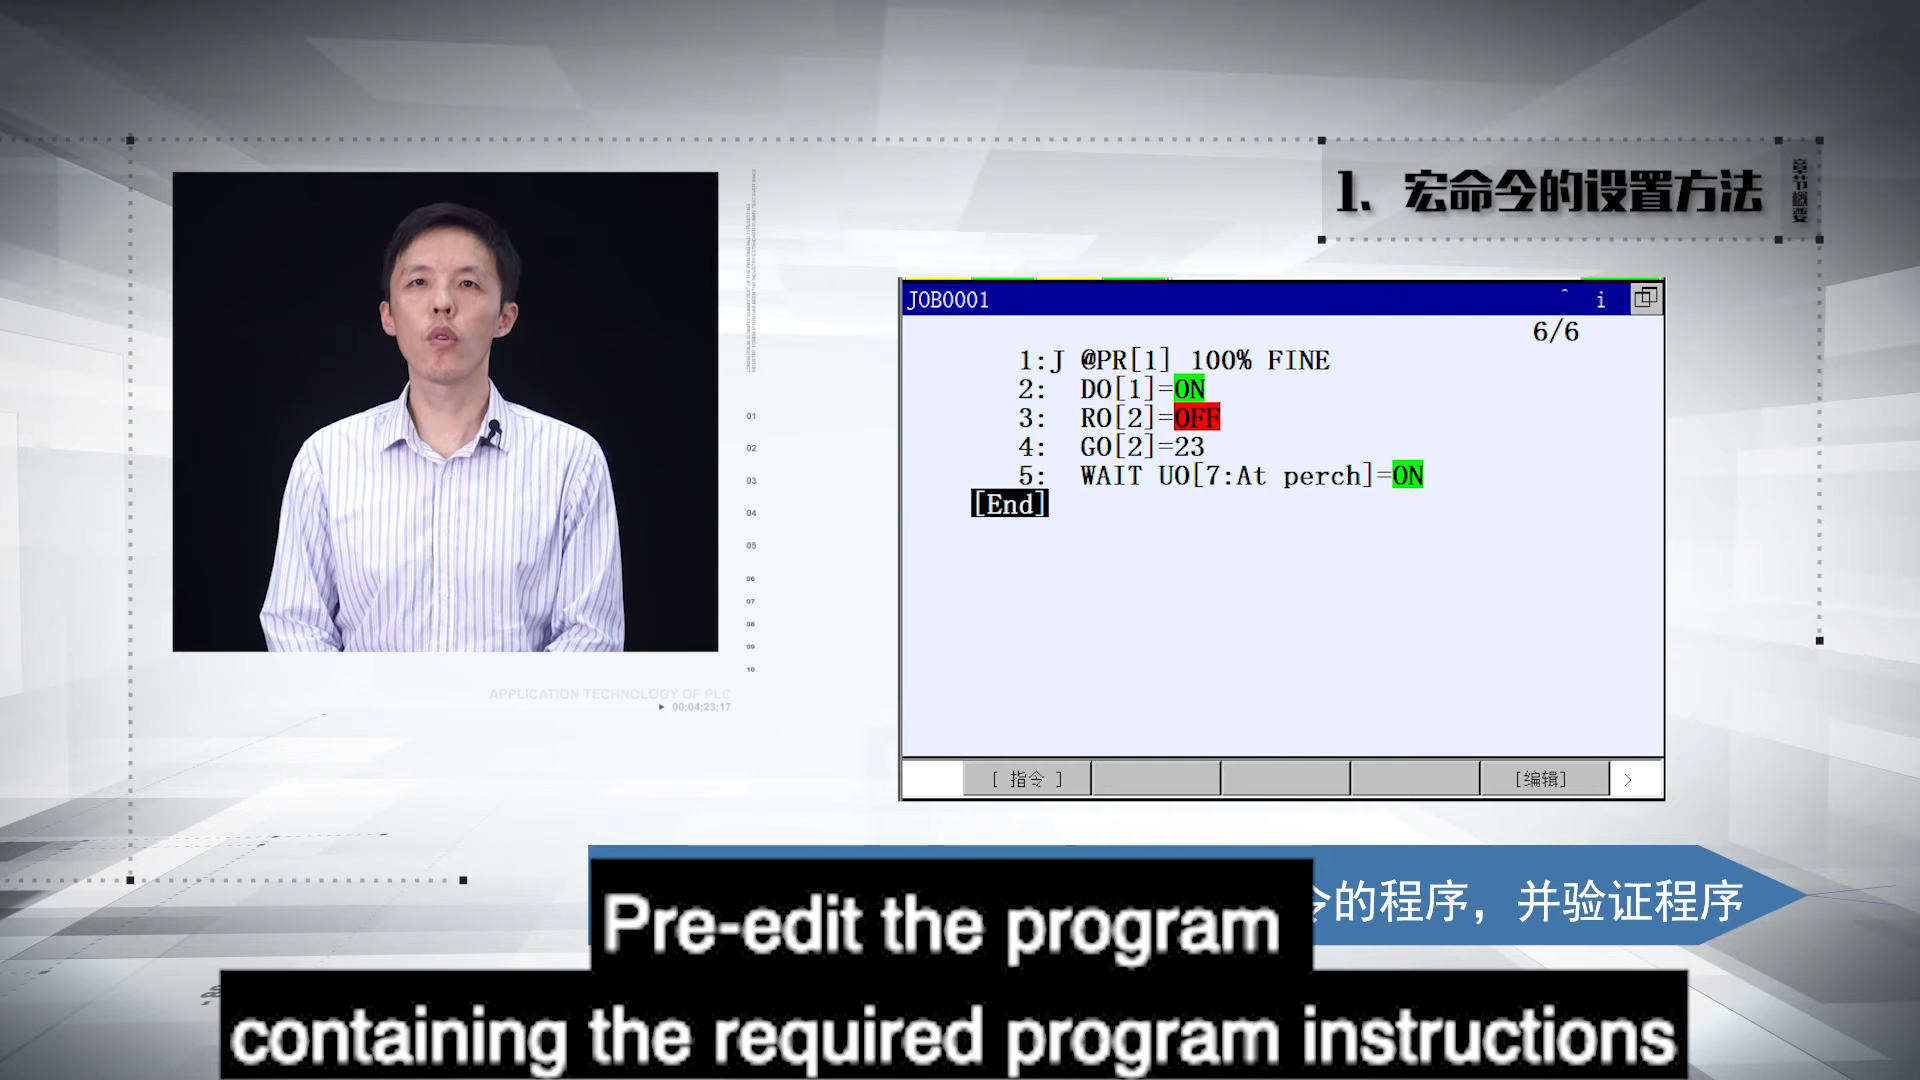 1、宏命令的设置方法
章节概要
01
02
03
04
05
06
07
08
09
10
APPLICATION TECHNOLOGY OF PLC
00;04;23;17
JOB0001
i
6/6
1:J @PR[1] 100% FINE
2: DO[1]=ON
3: RO[2]=OFF
4: GO[2]=23
5: WAIT UO[7:At perch]=ON
[End]
[ 指令 ]
[编辑]
>
的程序，并验证程序
Pre-edit the program
containing the required program instructions